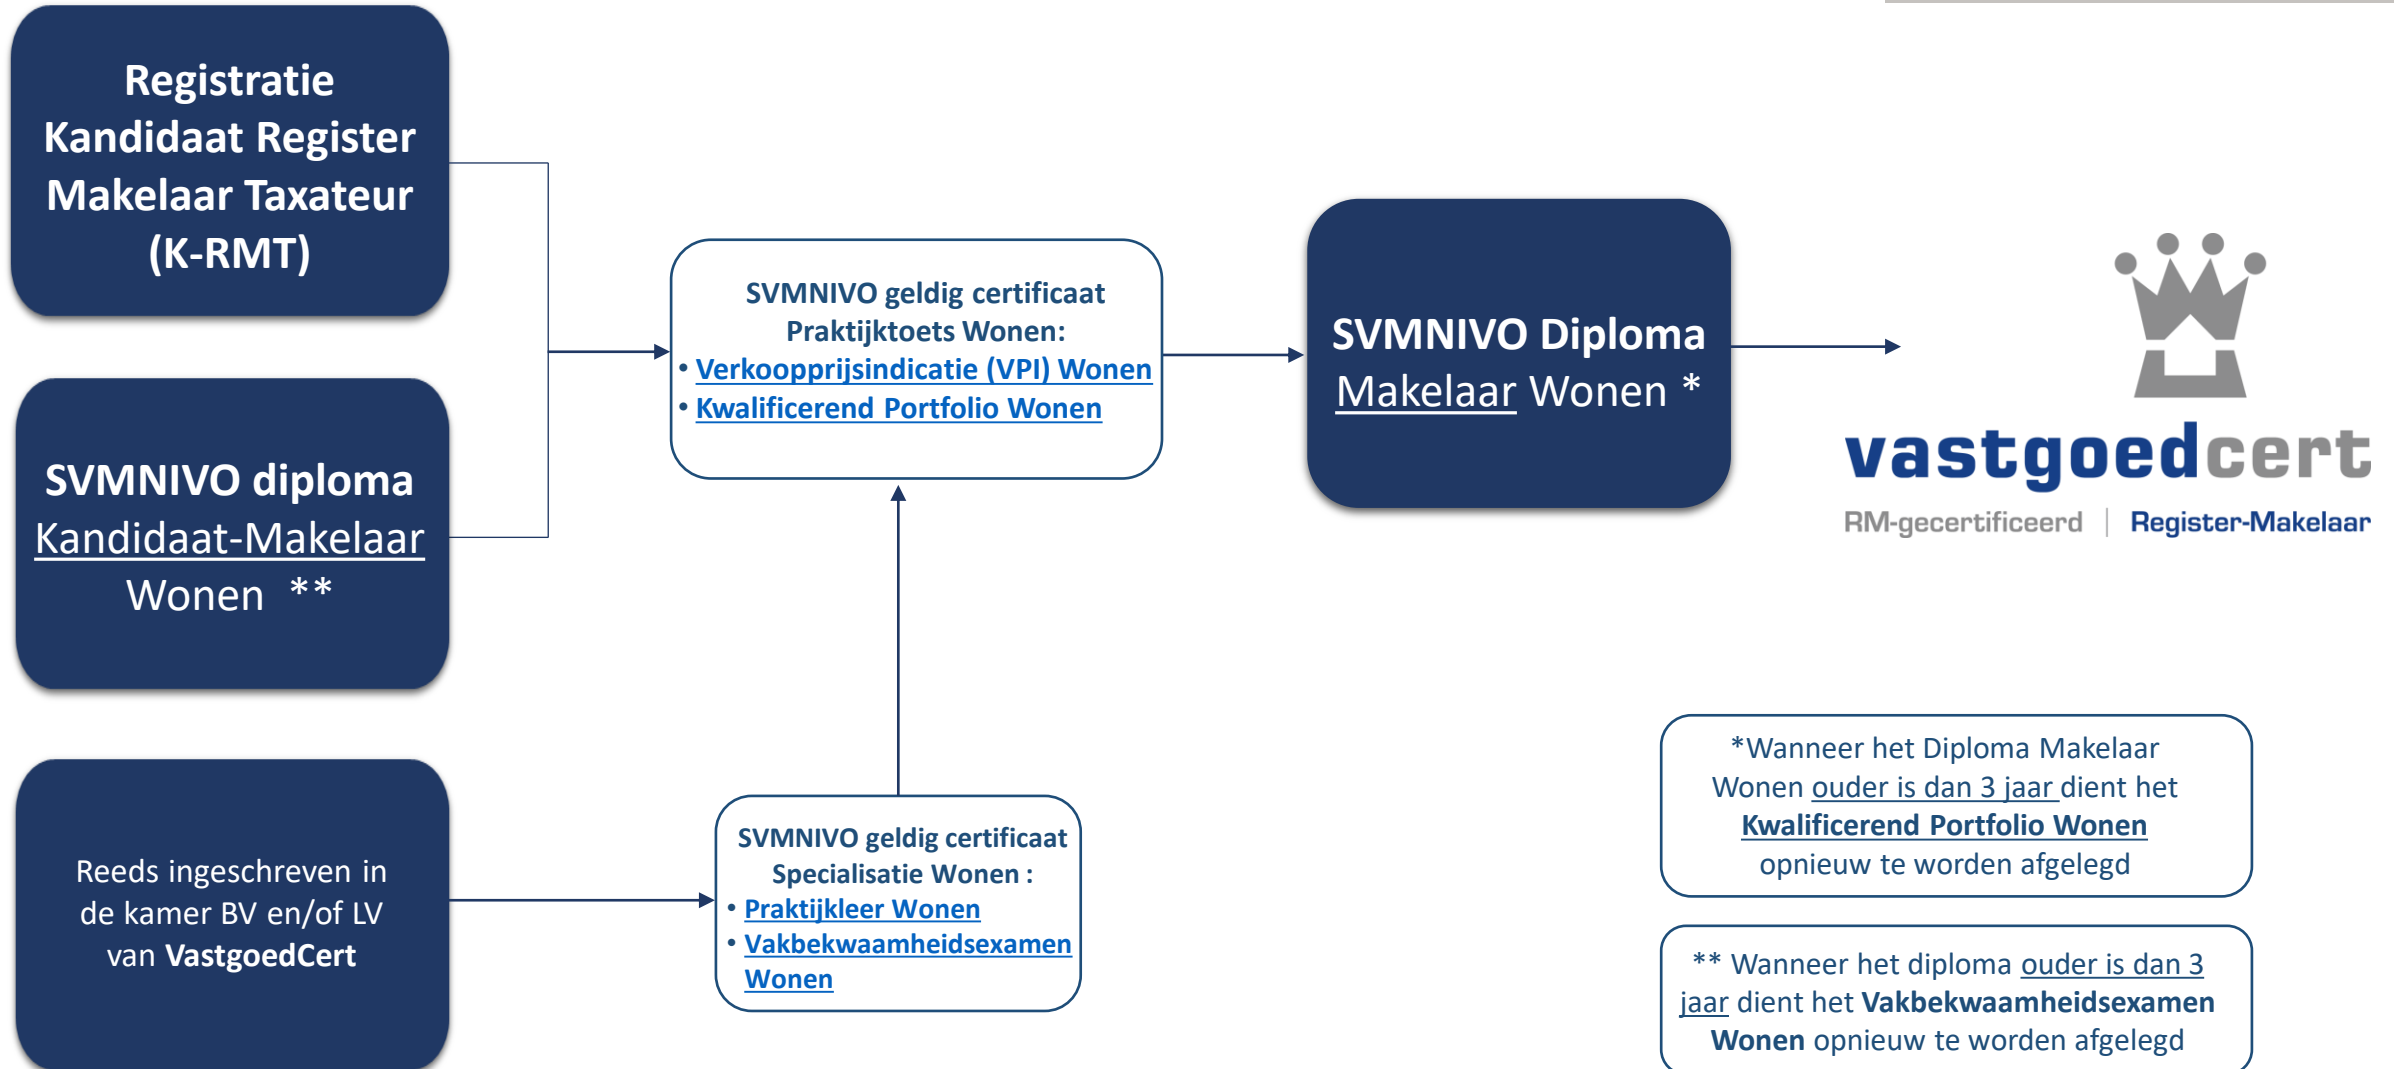 Registratie
Kandidaat Register
Makelaar Taxateur
(K-RMT)
SVMNIVO diploma
Kandidaat-Makelaar
Wonen **
Reeds ingeschreven in
de kamer BV en/of LV
van VastgoedCert
SVMNIVO geldig certificaat
Praktijktoets Wonen:
• Verkoopprijsindicatie (VPI) Wonen
• Kwalificerend Portfolio Wonen
SVMNIVO geldig certificaat
Specialisatie Wonen :
• Praktijkleer Wonen
• Vakbekwaamheidsexamen
Wonen
SVMNIVO Diploma
Makelaar Wonen *
vastgoedcert
RM-gecertificeerd | Register-Makelaar
*Wanneer het Diploma Makelaar
Wonen ouder is dan 3 jaar dient het
Kwalificerend Portfolio Wonen
opnieuw te worden afgelegd
** Wanneer het diploma ouder is dan 3
jaar dient het Vakbekwaamheidsexamen
Wonen opnieuw te worden afgelegd